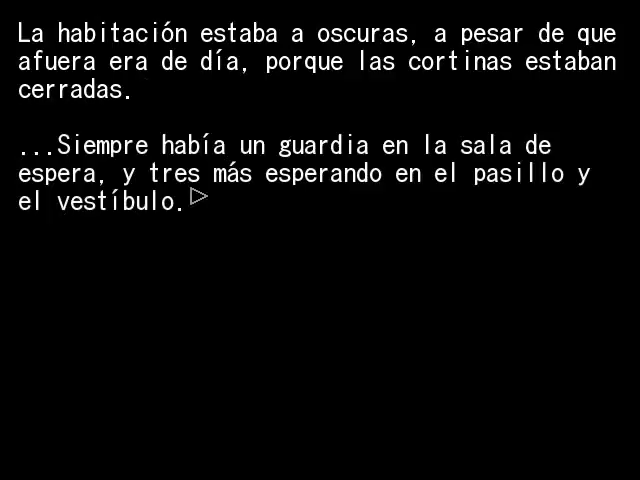 La habitación estaba a oscuras, a pesar de que
afuera era de día, porque las cortinas estaban
cerradas.
...Siempre había un guardia en la sala de
espera, y tres más esperando en el pasillo y
el vestíbulo.